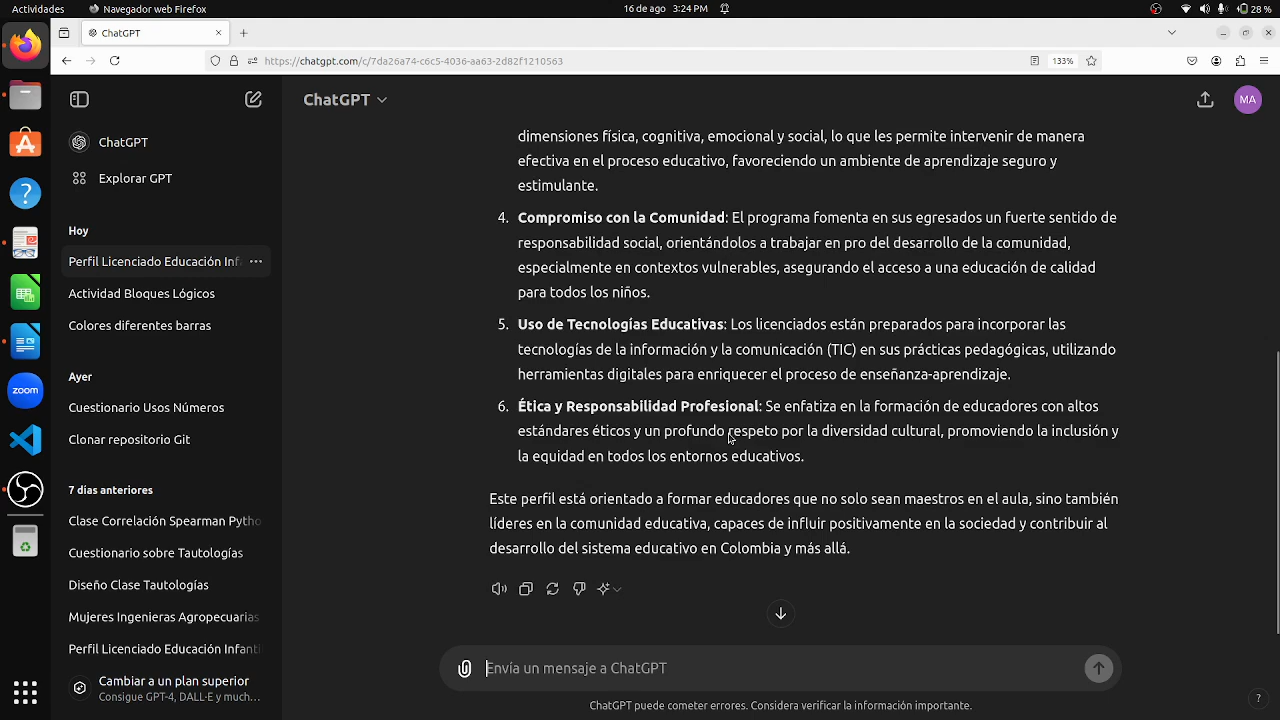 Actividades
Navegador web Firefox
16 de ago 3:24 PM
28 %
ChatGPT
https://chatgpt.com/c/7da26a74-c6c5-4036-aa63-2d82f1210563
133%
ChatGPT
MA
ChatGPT
Explorar GPT
Hoy
Perfil Licenciado Educación Inf
Actividad Bloques Lógicos
Colores diferentes barras
Ayer
Cuestionario Usos Números
Clonar repositorio Git
7 días anteriores
Clase Correlación Spearman Pytho
Cuestionario sobre Tautologías
Diseño Clase Tautologías
Mujeres Ingenieras Agropecuarias
Perfil Licenciado Educación Infanti
Cambiar a un plan superior
Consigue GPT-4, DALL·E y much...
zoom
dimensiones física, cognitiva, emocional y social, lo que les permite intervenir de manera
efectiva en el proceso educativo, favoreciendo un ambiente de aprendizaje seguro y
estimulante.
4. Compromiso con la Comunidad: El programa fomenta en sus egresados un fuerte sentido de
responsabilidad social, orientándolos a trabajar en pro del desarrollo de la comunidad,
especialmente en contextos vulnerables, asegurando el acceso a una educación de calidad
para todos los niños.
5. Uso de Tecnologías Educativas: Los licenciados están preparados para incorporar las
tecnologías de la información y la comunicación (TIC) en sus prácticas pedagógicas, utilizando
herramientas digitales para enriquecer el proceso de enseñanza-aprendizaje.
6. Ética y Responsabilidad Profesional: Se enfatiza en la formación de educadores con altos
estándares éticos y un profundo respeto por la diversidad cultural, promoviendo la inclusión y
la equidad en todos los entornos educativos.
Este perfil está orientado a formar educadores que no solo sean maestros en el aula, sino también
líderes en la comunidad educativa, capaces de influir positivamente en la sociedad y contribuir al
desarrollo del sistema educativo en Colombia y más allá.
Envía un mensaje a ChatGPT
ChatGPT puede cometer errores. Considera verificar la información importante.
?